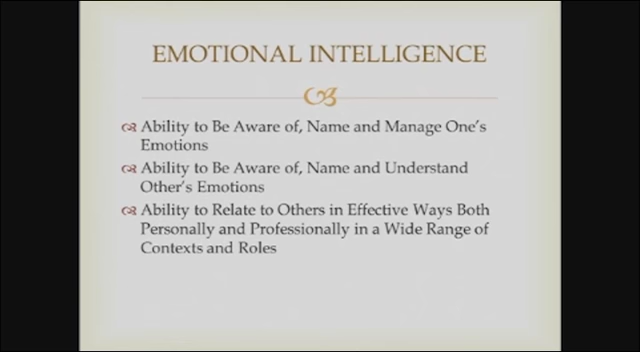 EMOTIONAL INTELLIGENCE
Ability to Be Aware of, Name and Manage One's
Emotions
Ability to Be Aware of, Name and Understand
Other's Emotions
Ability to Relate to Others in Effective Ways Both
Personally and Professionally in a Wide Range of
Contexts and Roles